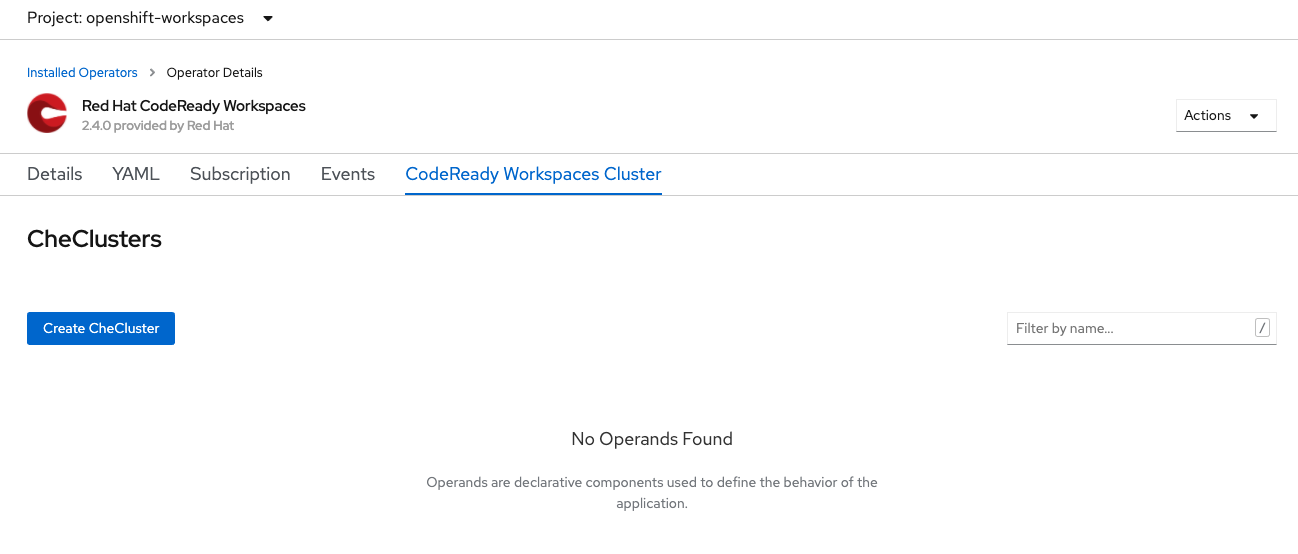 Project: openshift-workspaces
Installed Operators > Operator Details
Red Hat CodeReady Workspaces
2.4.0 provided by Red Hat
Actions
Details YAML Subscription Events CodeReady Workspaces Cluster
CheClusters
Create CheCluster
Filter by name...
/
No Operands Found
Operands are declarative components used to define the behavior of the
application.